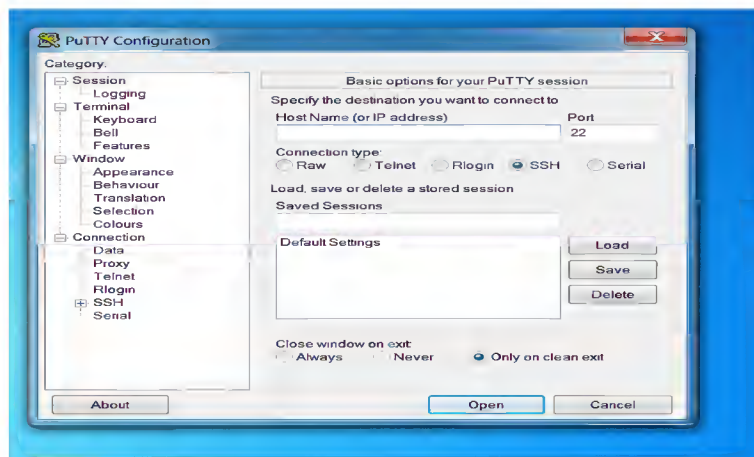 PuTTY Configuration
Category:
Session
Logging
Terminal
Keyboard
Bell
Features
Window
Appearance
Behaviour
Translation
Selection
Colours
Connection
Data
Proxy
Telnet
Rlogin
SSH
Serial
Basic options for your PuTTY session
Specify the destination you want to connect to
Host Name (or IP address) Port
22
Connection type:
Raw Telnet Rlogin SSH Serial
Load, save or delete a stored session
Saved Sessions
Default Settings
Load
Save
Delete
Close window on exit:
Always Never Only on clean exit
About Open Cancel